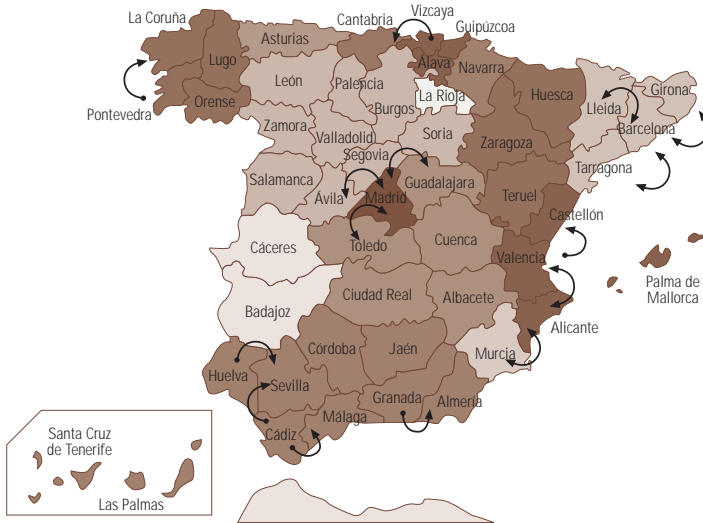 Vizcaya
La Coruña
Cantabria
Guipúzcoa
Asturias
Lugo
Álava
Navarra
León
Palencia
La Rioja
Huesca
Girona
Lleida
Orense
Pontevedra
Burgos
Barcelona
Zamora
Valladolid
Soria
Zaragoza
Segovia
Tarragona
Salamanca
Ávila
Madrid
Guadalajara
Teruel
Castellón
Cáceres
Toledo
Cuenca
Valencia
Palma de
Mallorca
Badajoz
Ciudad Real
Albacete
Alicante
Murcia
Córdoba
Jaén
Huelva
Sevilla
Granada
Almería
Málaga
Cádiz
Santa Cruz
de Tenerife
Las Palmas